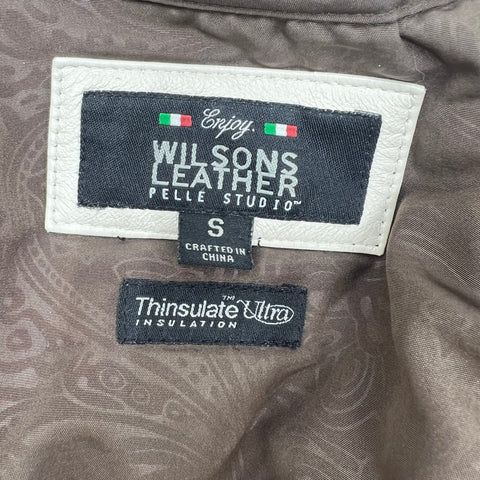 Enjoy.
WILSONS
LEATHER
PELLE STUDIO™
S
CRAFTED IN
CHINA
Thinsulate™ Ultra
INSULATION